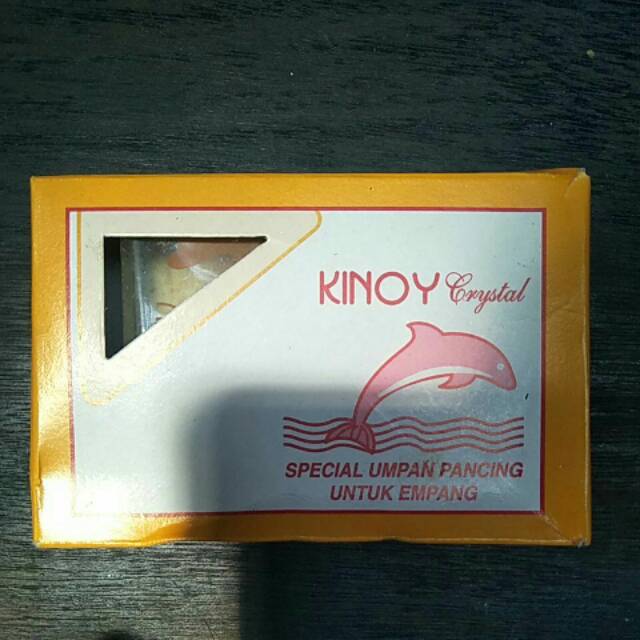 KINOY Crystal
SPECIAL UMPAN PANCING
UNTUK EMPANG